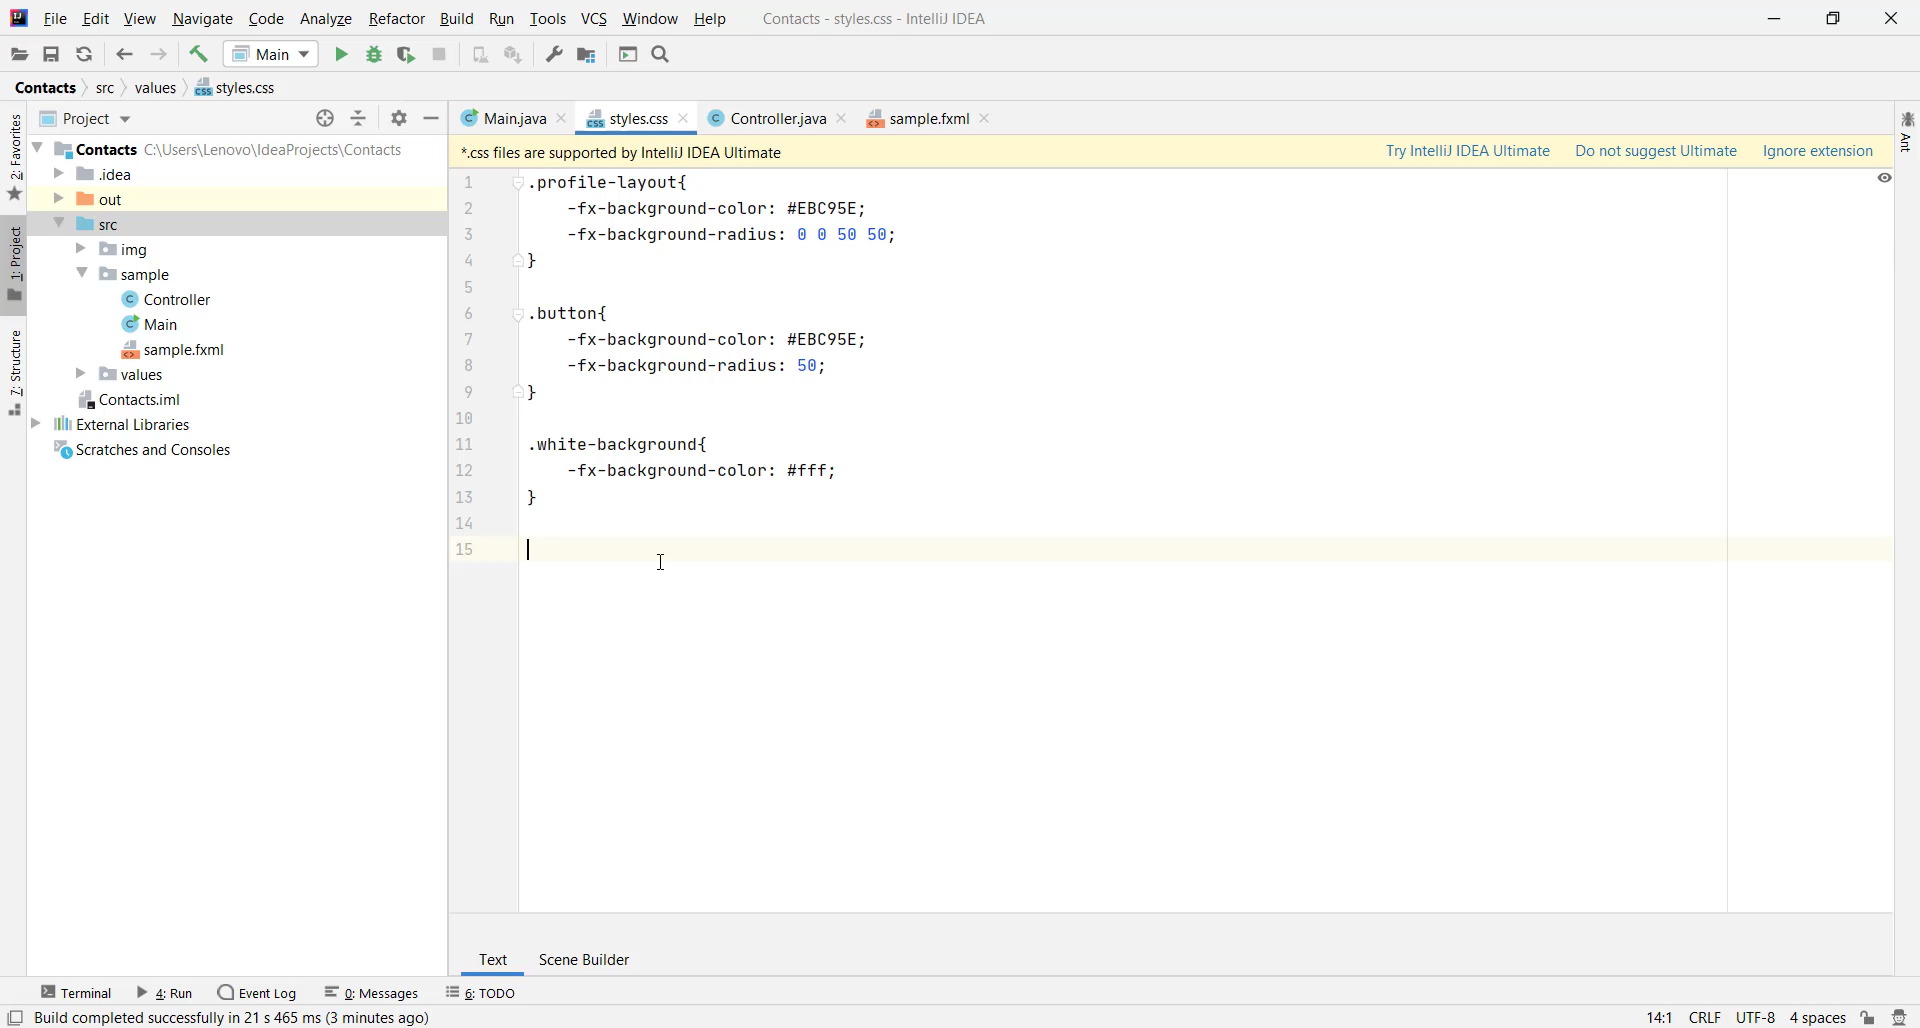 File Edit View Navigate Code Analyze Refactor Build Run Tools VCS Window Help Contacts - styles.css - IntelliJ IDEA
Main
Contacts src values styles.css
2: Favorites
1: Project
7: Structure
Project
Contacts C:\Users\Lenovo\IdeaProjects\Contacts
.idea
out
src
img
sample
Controller
Main
sample.fxml
values
Contacts.iml
External Libraries
Scratches and Consoles
Main.java styles.css Controller.java sample.fxml
*.css files are supported by IntelliJ IDEA Ultimate Try IntelliJ IDEA Ultimate Do not suggest Ultimate Ignore extension
1 .profile-layout{
2 -fx-background-color: #EBC95E;
3 -fx-background-radius: 0 0 50 50;
4 }
5
6 .button{
7 -fx-background-color: #EBC95E;
8 -fx-background-radius: 50;
9 }
10
11 .white-background{
12 -fx-background-color: #fff;
13 }
14
15
Ant
Text Scene Builder
Terminal 4: Run Event Log 0: Messages 6: TODO
Build completed successfully in 21 s 465 ms (3 minutes ago) 14:1 CRLF UTF-8 4 spaces